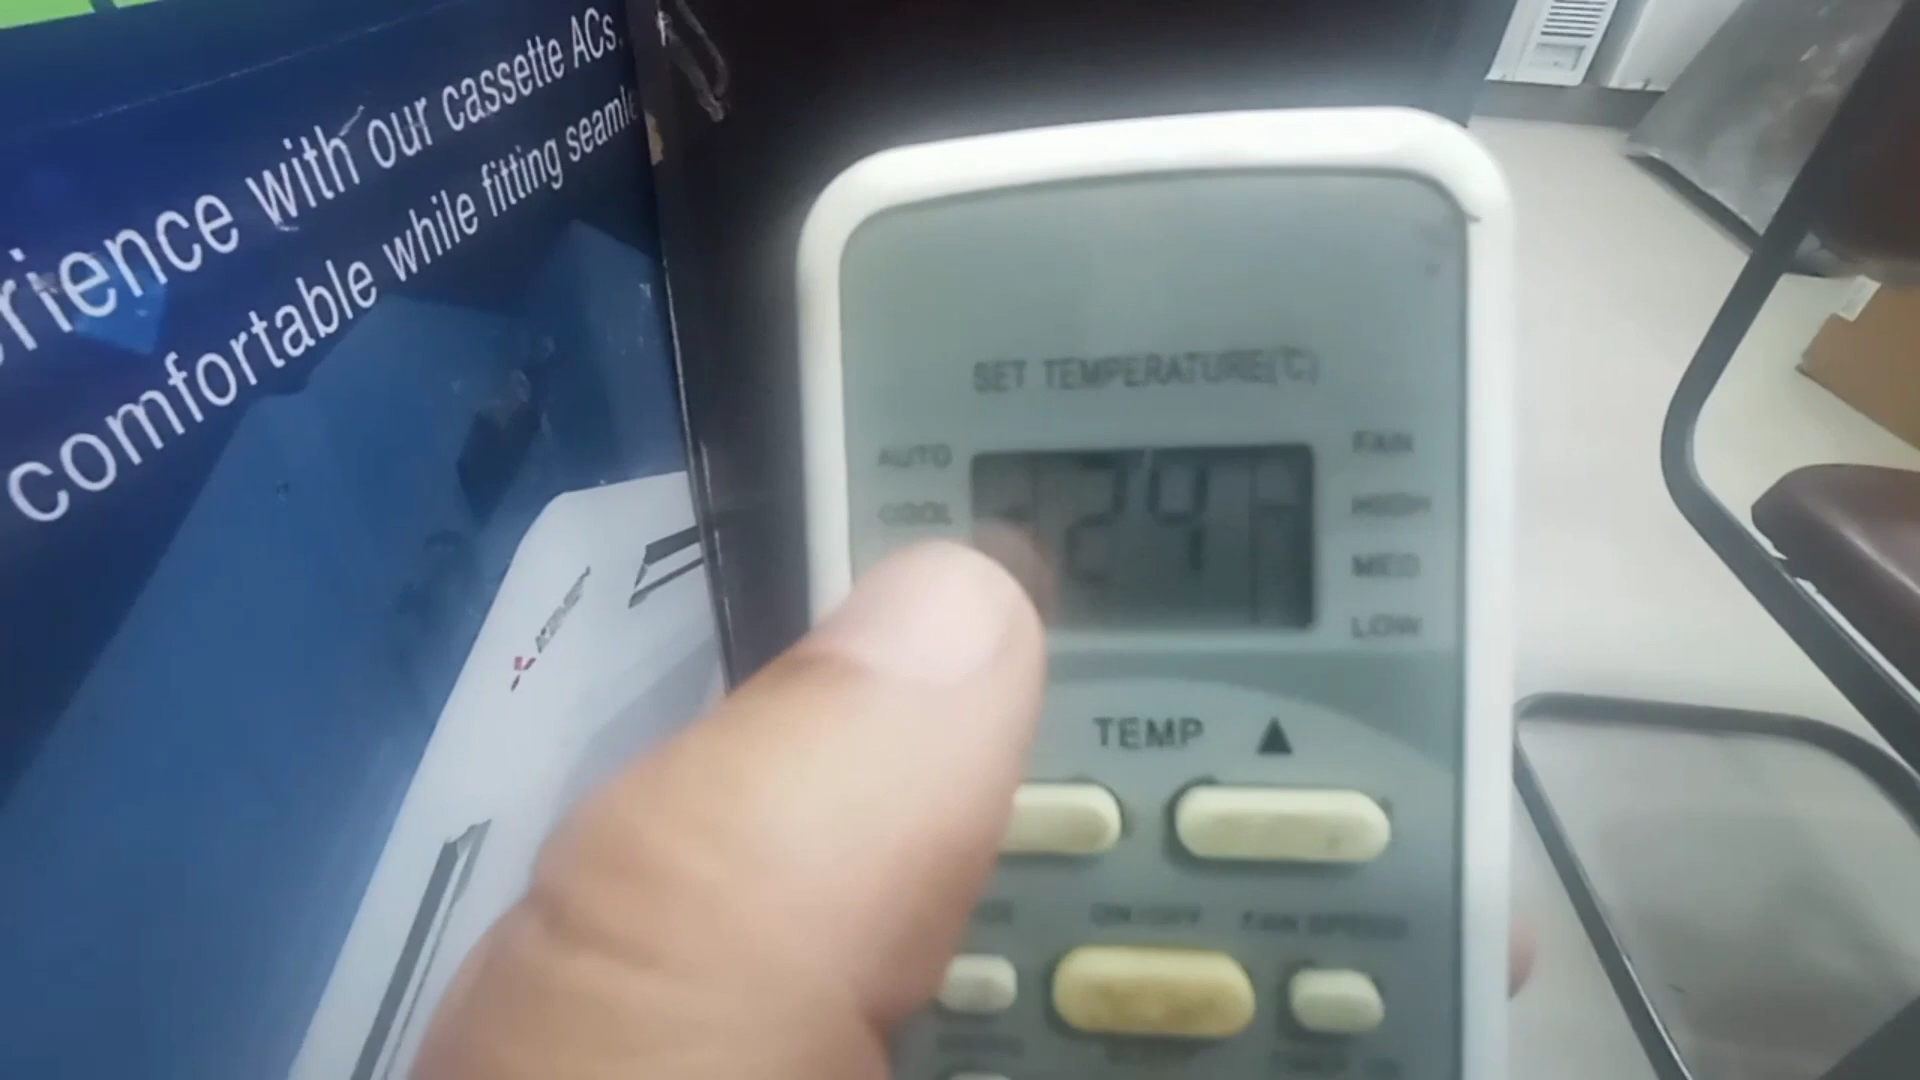 rience with our cassette ACs.
comfortable while fitting seamle
SET TEMPERATURE(°C)
AUTO
COOL
24
FAN
HIGH
MED
LOW
TEMP ▲
ON/OFF
FAN SPEED